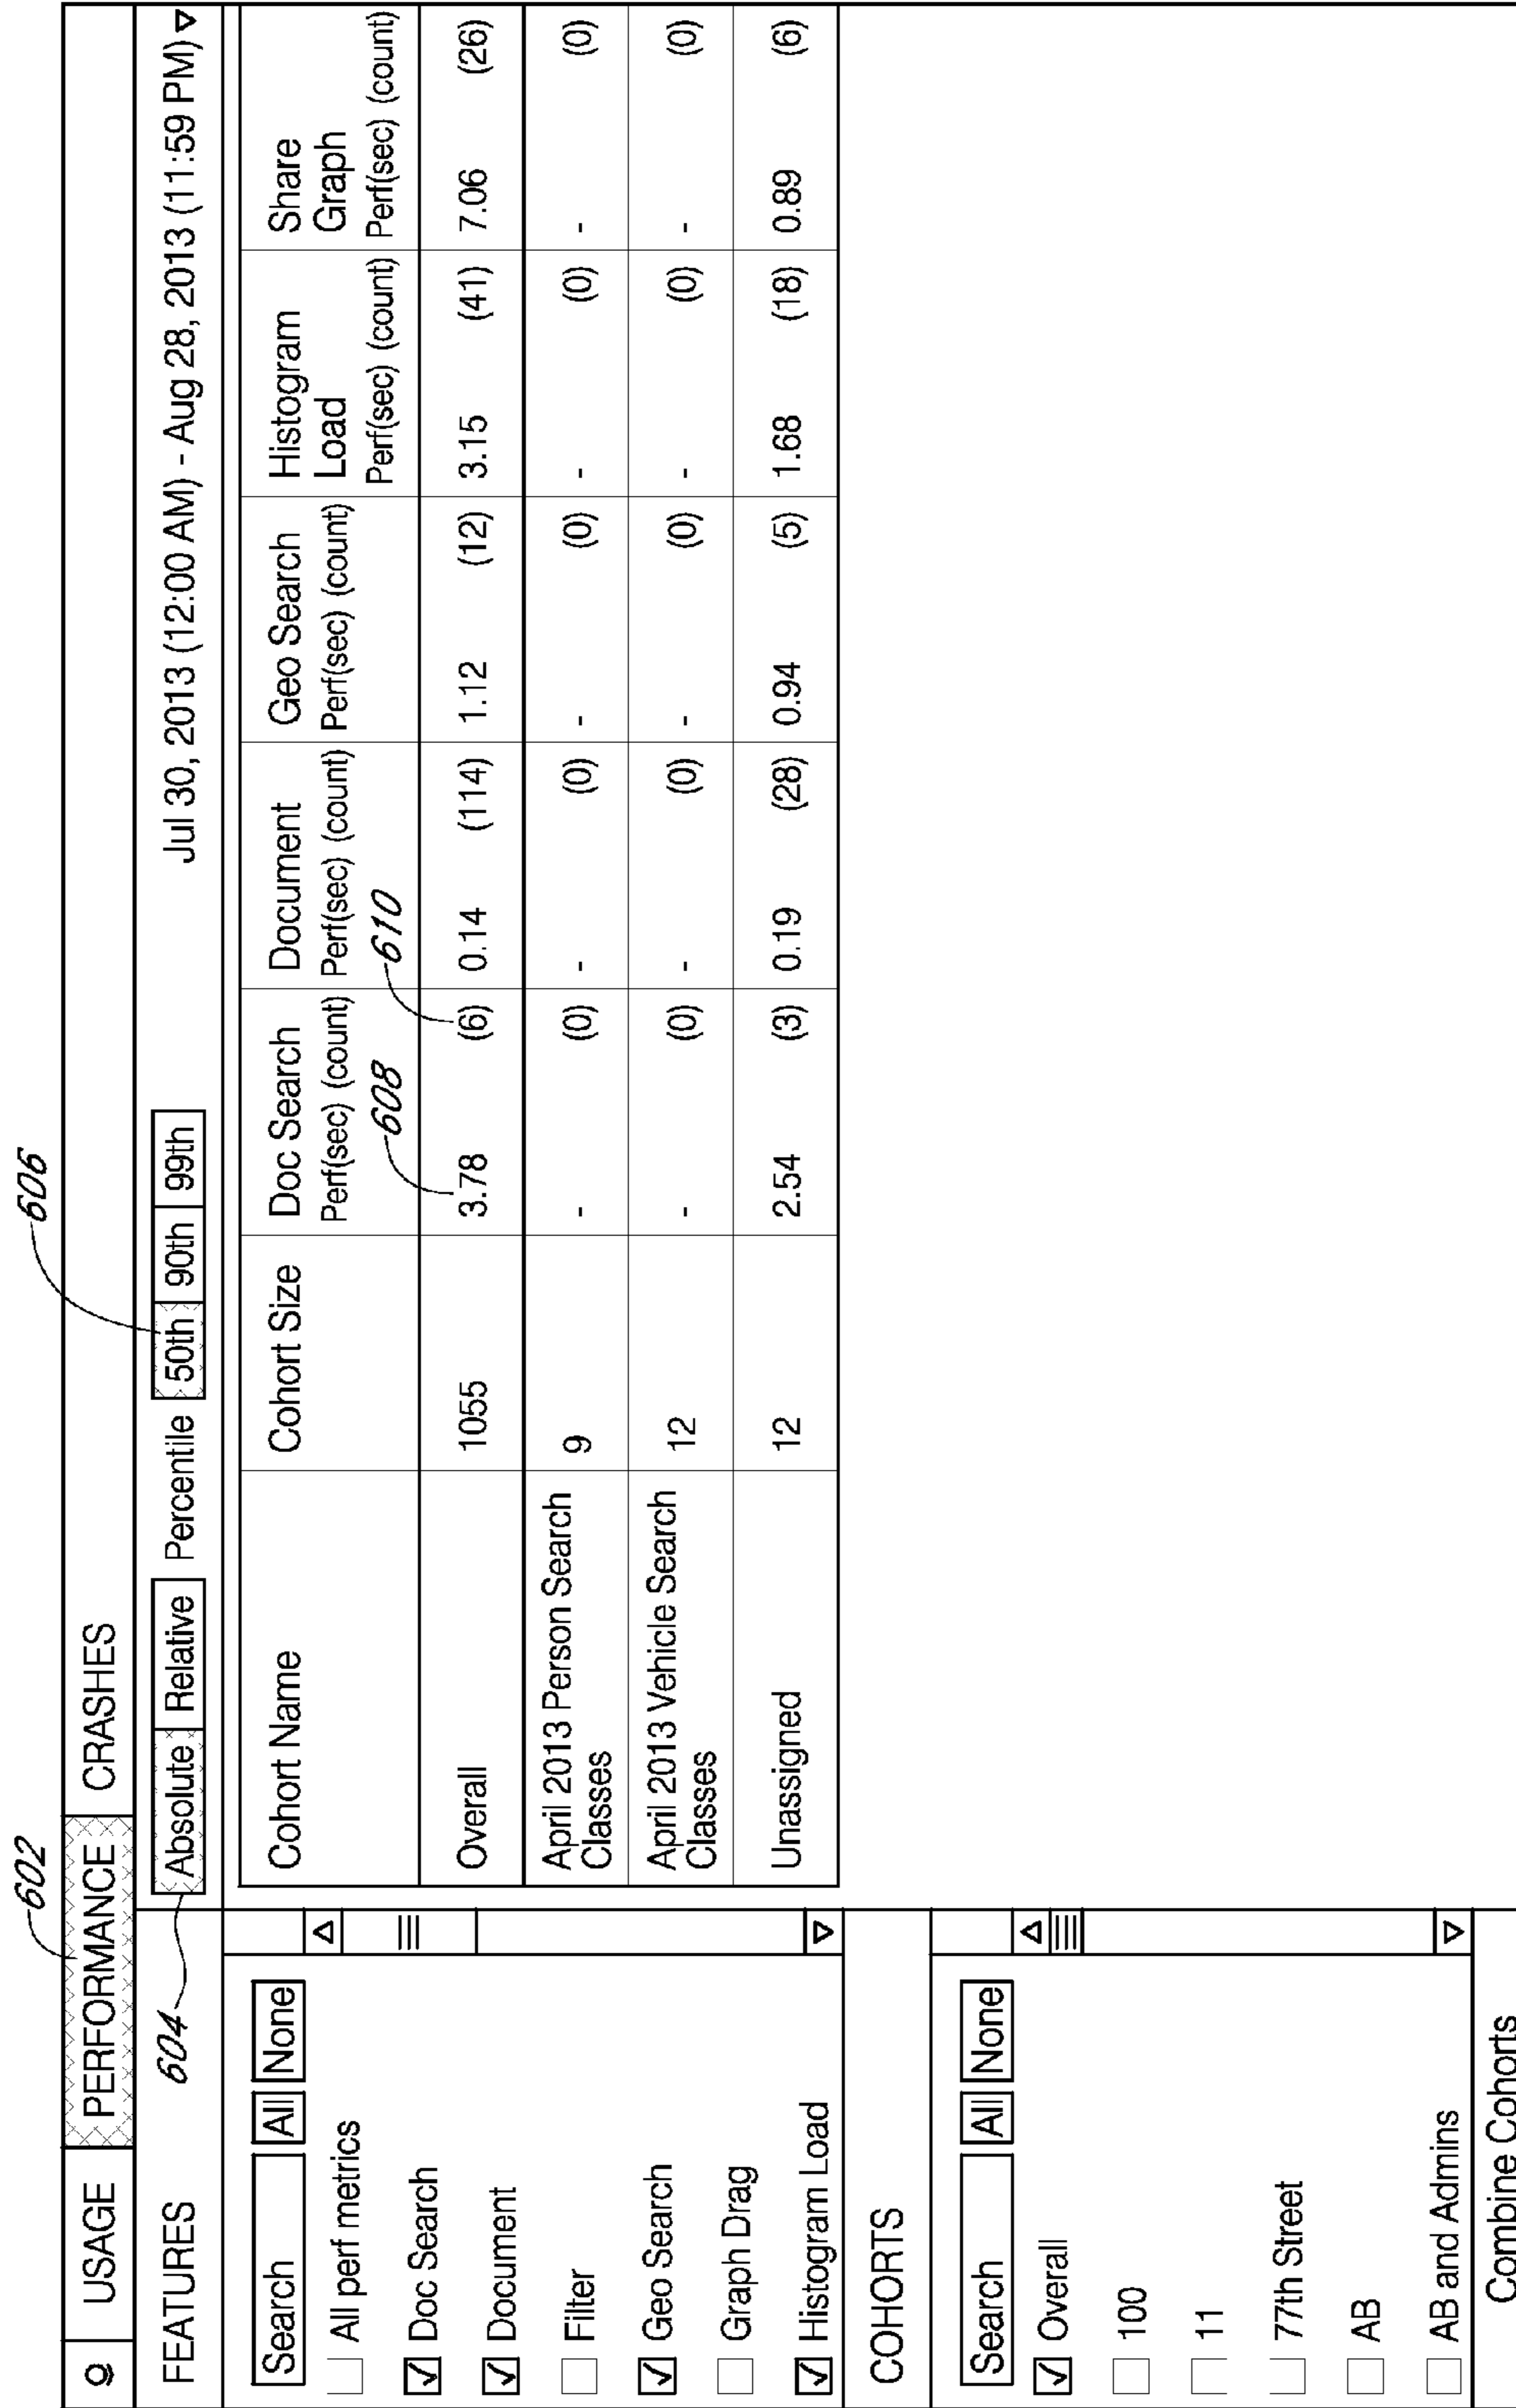 602
606
USAGE PERFORMANCE CRASHES
FEATURES
604
Absolute Relative Percentile 50th 90th 99th
Jul 30, 2013 (12:00 AM) - Aug 28, 2013 (11:59 PM)
Search All None
All perf metrics
Doc Search
Document
Filter
Geo Search
Graph Drag
Histogram Load
COHORTS
Search All None
Overall
100
11
77th Street
AB
AB and Admins
Combine Cohorts
Cohort Name Cohort Size Doc Search Document Geo Search Histogram Load Share Graph
Perf(sec) (count) Perf(sec) (count) Perf(sec) (count) Perf(sec) (count) Perf(sec) (count)
608 610
Overall 1055 3.78 (6) 0.14 (114) 1.12 (12) 3.15 (41) 7.06 (26)
April 2013 Person Search Classes 9 - (0) - (0) - (0) - (0) - (0)
April 2013 Vehicle Search Classes 12 - (0) - (0) - (0) - (0) - (0)
Unassigned 12 2.54 (3) 0.19 (28) 0.94 (5) 1.68 (18) 0.89 (6)